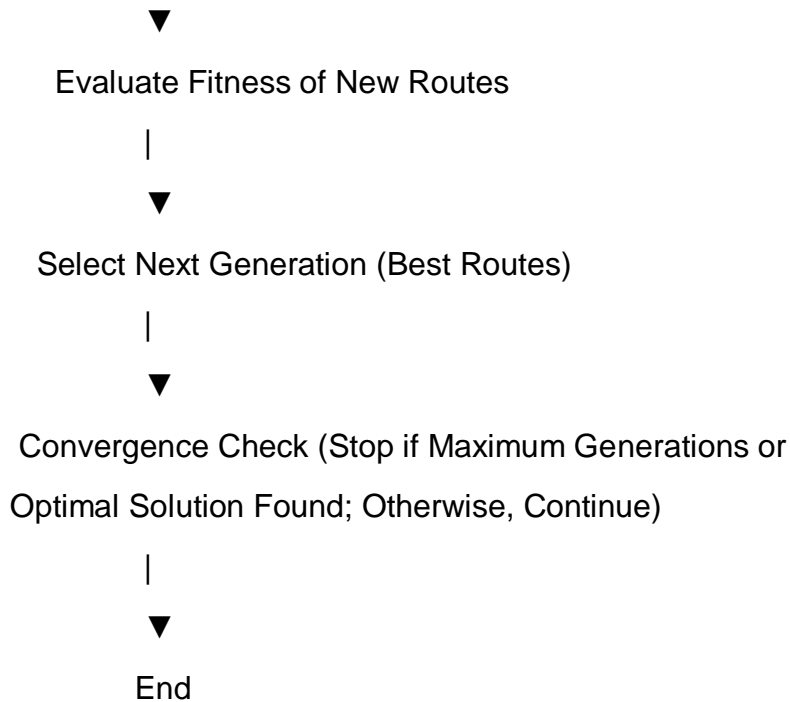 ▼
Evaluate Fitness of New Routes
|
▼
Select Next Generation (Best Routes)
|
▼
Convergence Check (Stop if Maximum Generations or
Optimal Solution Found; Otherwise, Continue)
|
▼
End